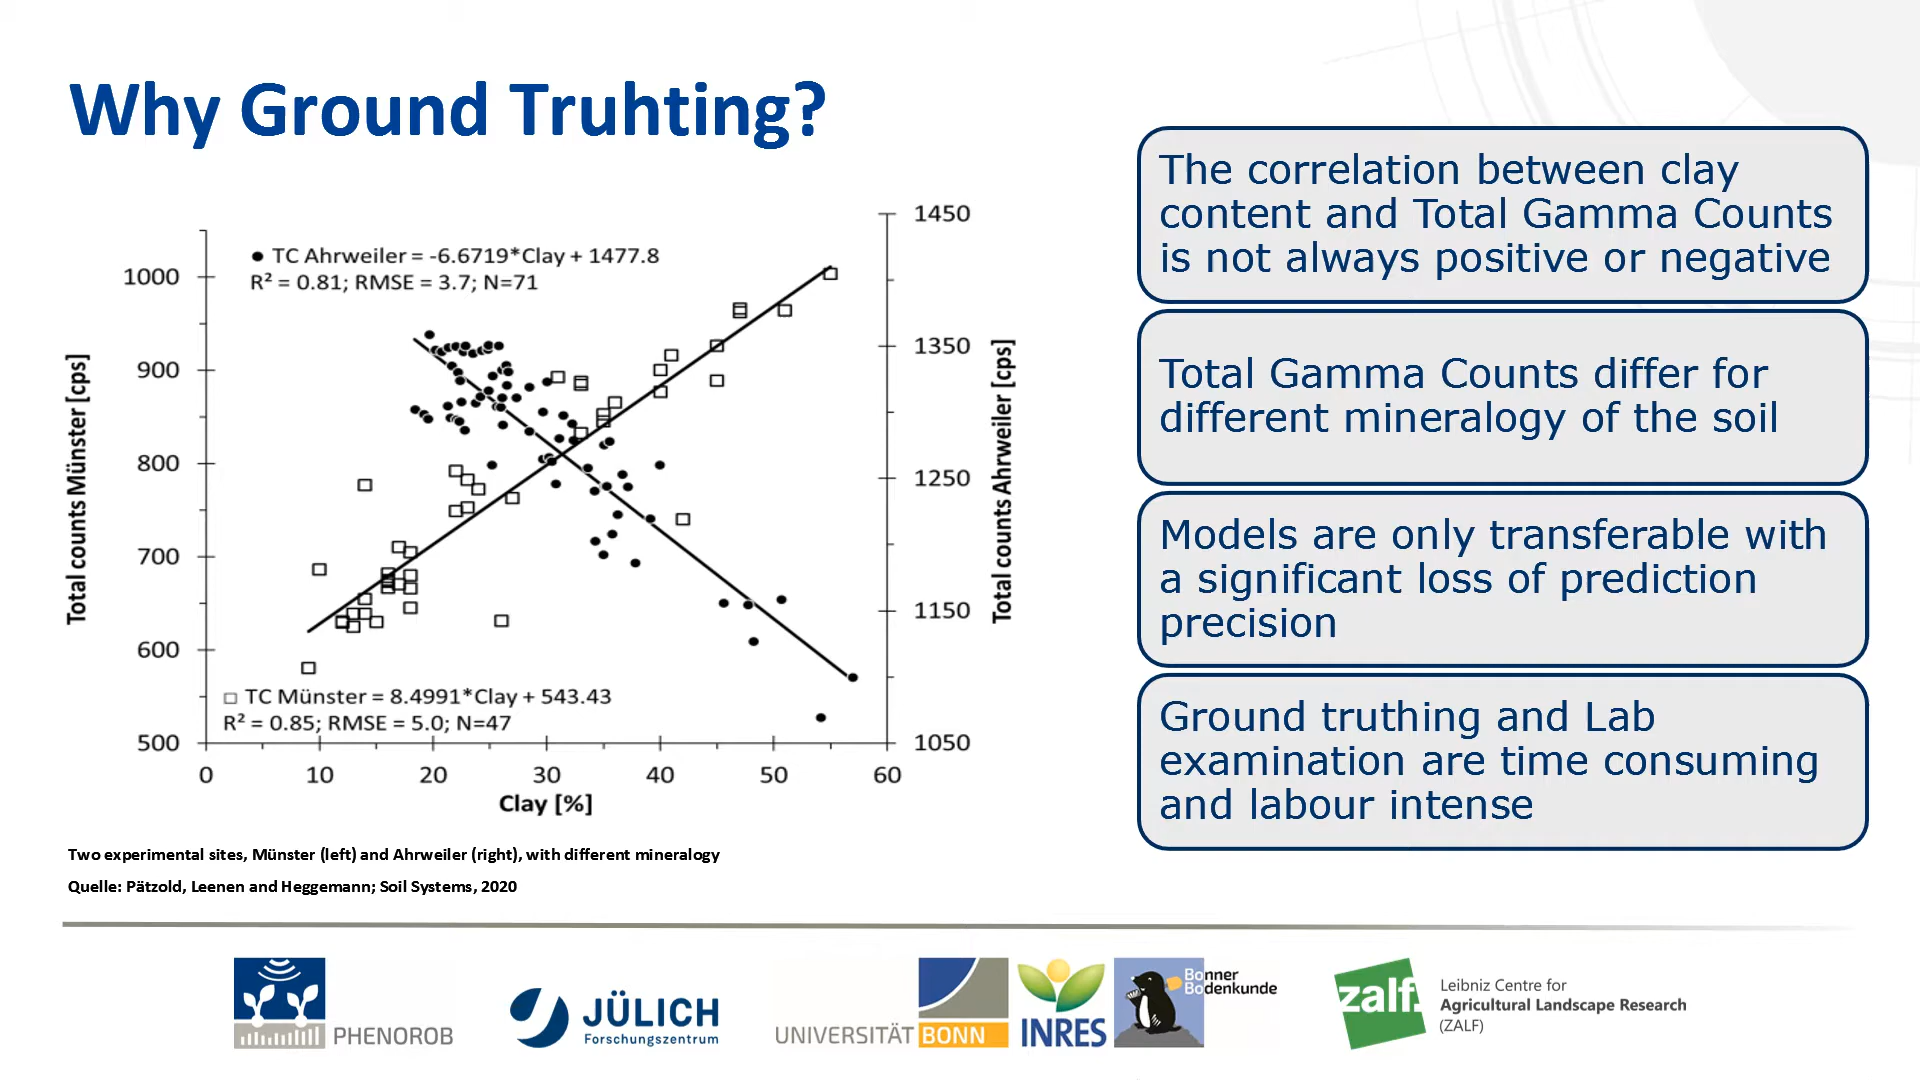 Why Ground Truhting?
TC Ahrweiler = -6.6719*Clay + 1477.8
R² = 0.81; RMSE = 3.7; N=71
TC Münster = 8.4991*Clay + 543.43
R² = 0.85; RMSE = 5.0; N=47
Total counts Münster [cps]
1000
900
800
700
600
500
Total counts Ahrweiler [cps]
1450
1350
1250
1150
1050
0 10 20 30 40 50 60
Clay [%]
Two experimental sites, Münster (left) and Ahrweiler (right), with different mineralogy
Quelle: Pätzold, Leenen and Heggemann; Soil Systems, 2020
The correlation between clay
content and Total Gamma Counts
is not always positive or negative
Total Gamma Counts differ for
different mineralogy of the soil
Models are only transferable with
a significant loss of prediction
precision
Ground truthing and Lab
examination are time consuming
and labour intense
PHENOROB
JÜLICH
Forschungszentrum
UNIVERSITÄT BONN
INRES
Bonner
Bodenkunde
zalf.
Leibniz Centre for
Agricultural Landscape Research
(ZALF)